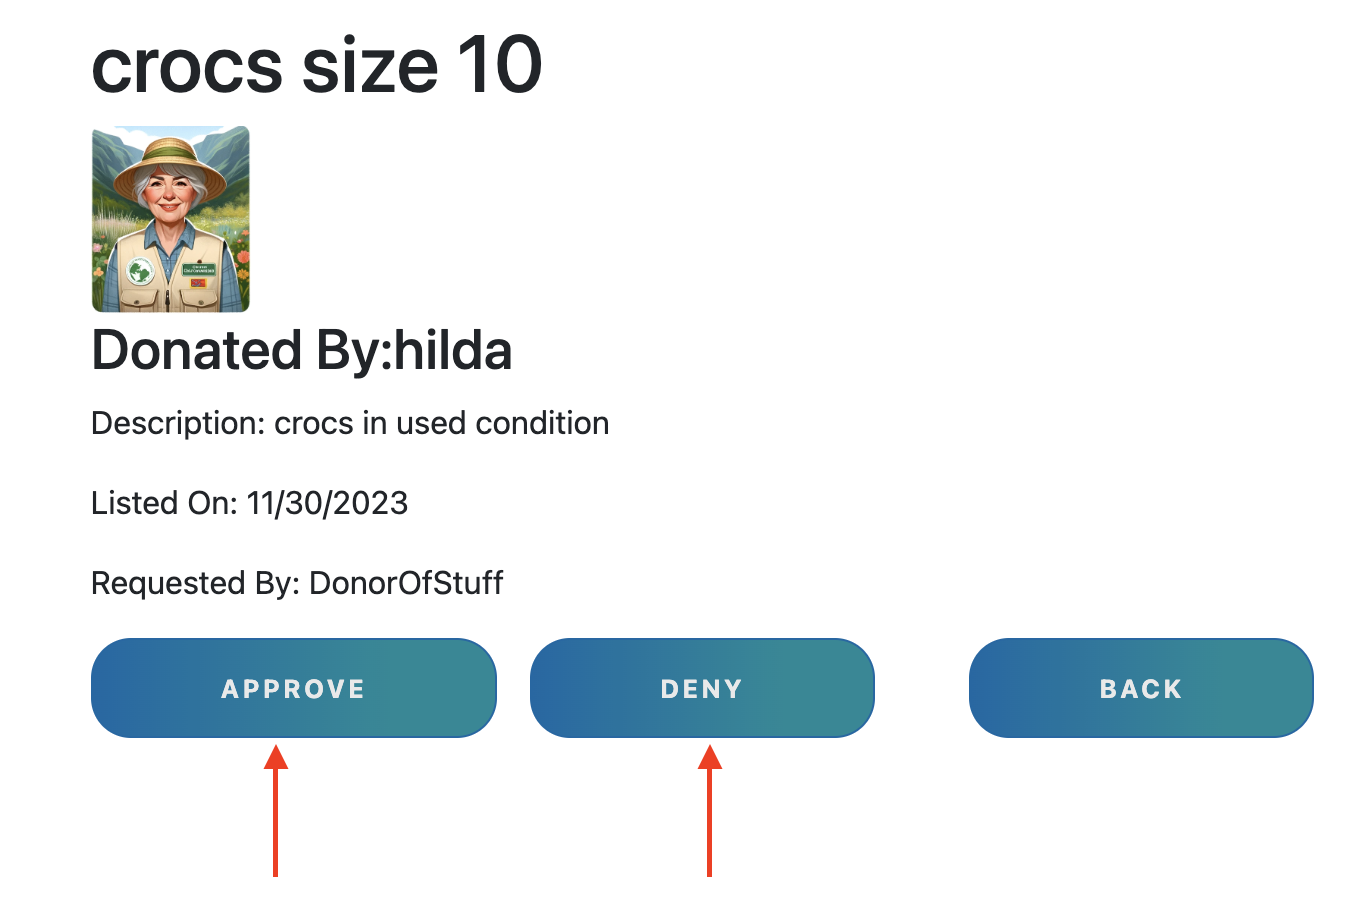 crocs size 10
Donated By:hilda
Description: crocs in used condition
Listed On: 11/30/2023
Requested By: DonorOfStuff
APPROVE
DENY
BACK